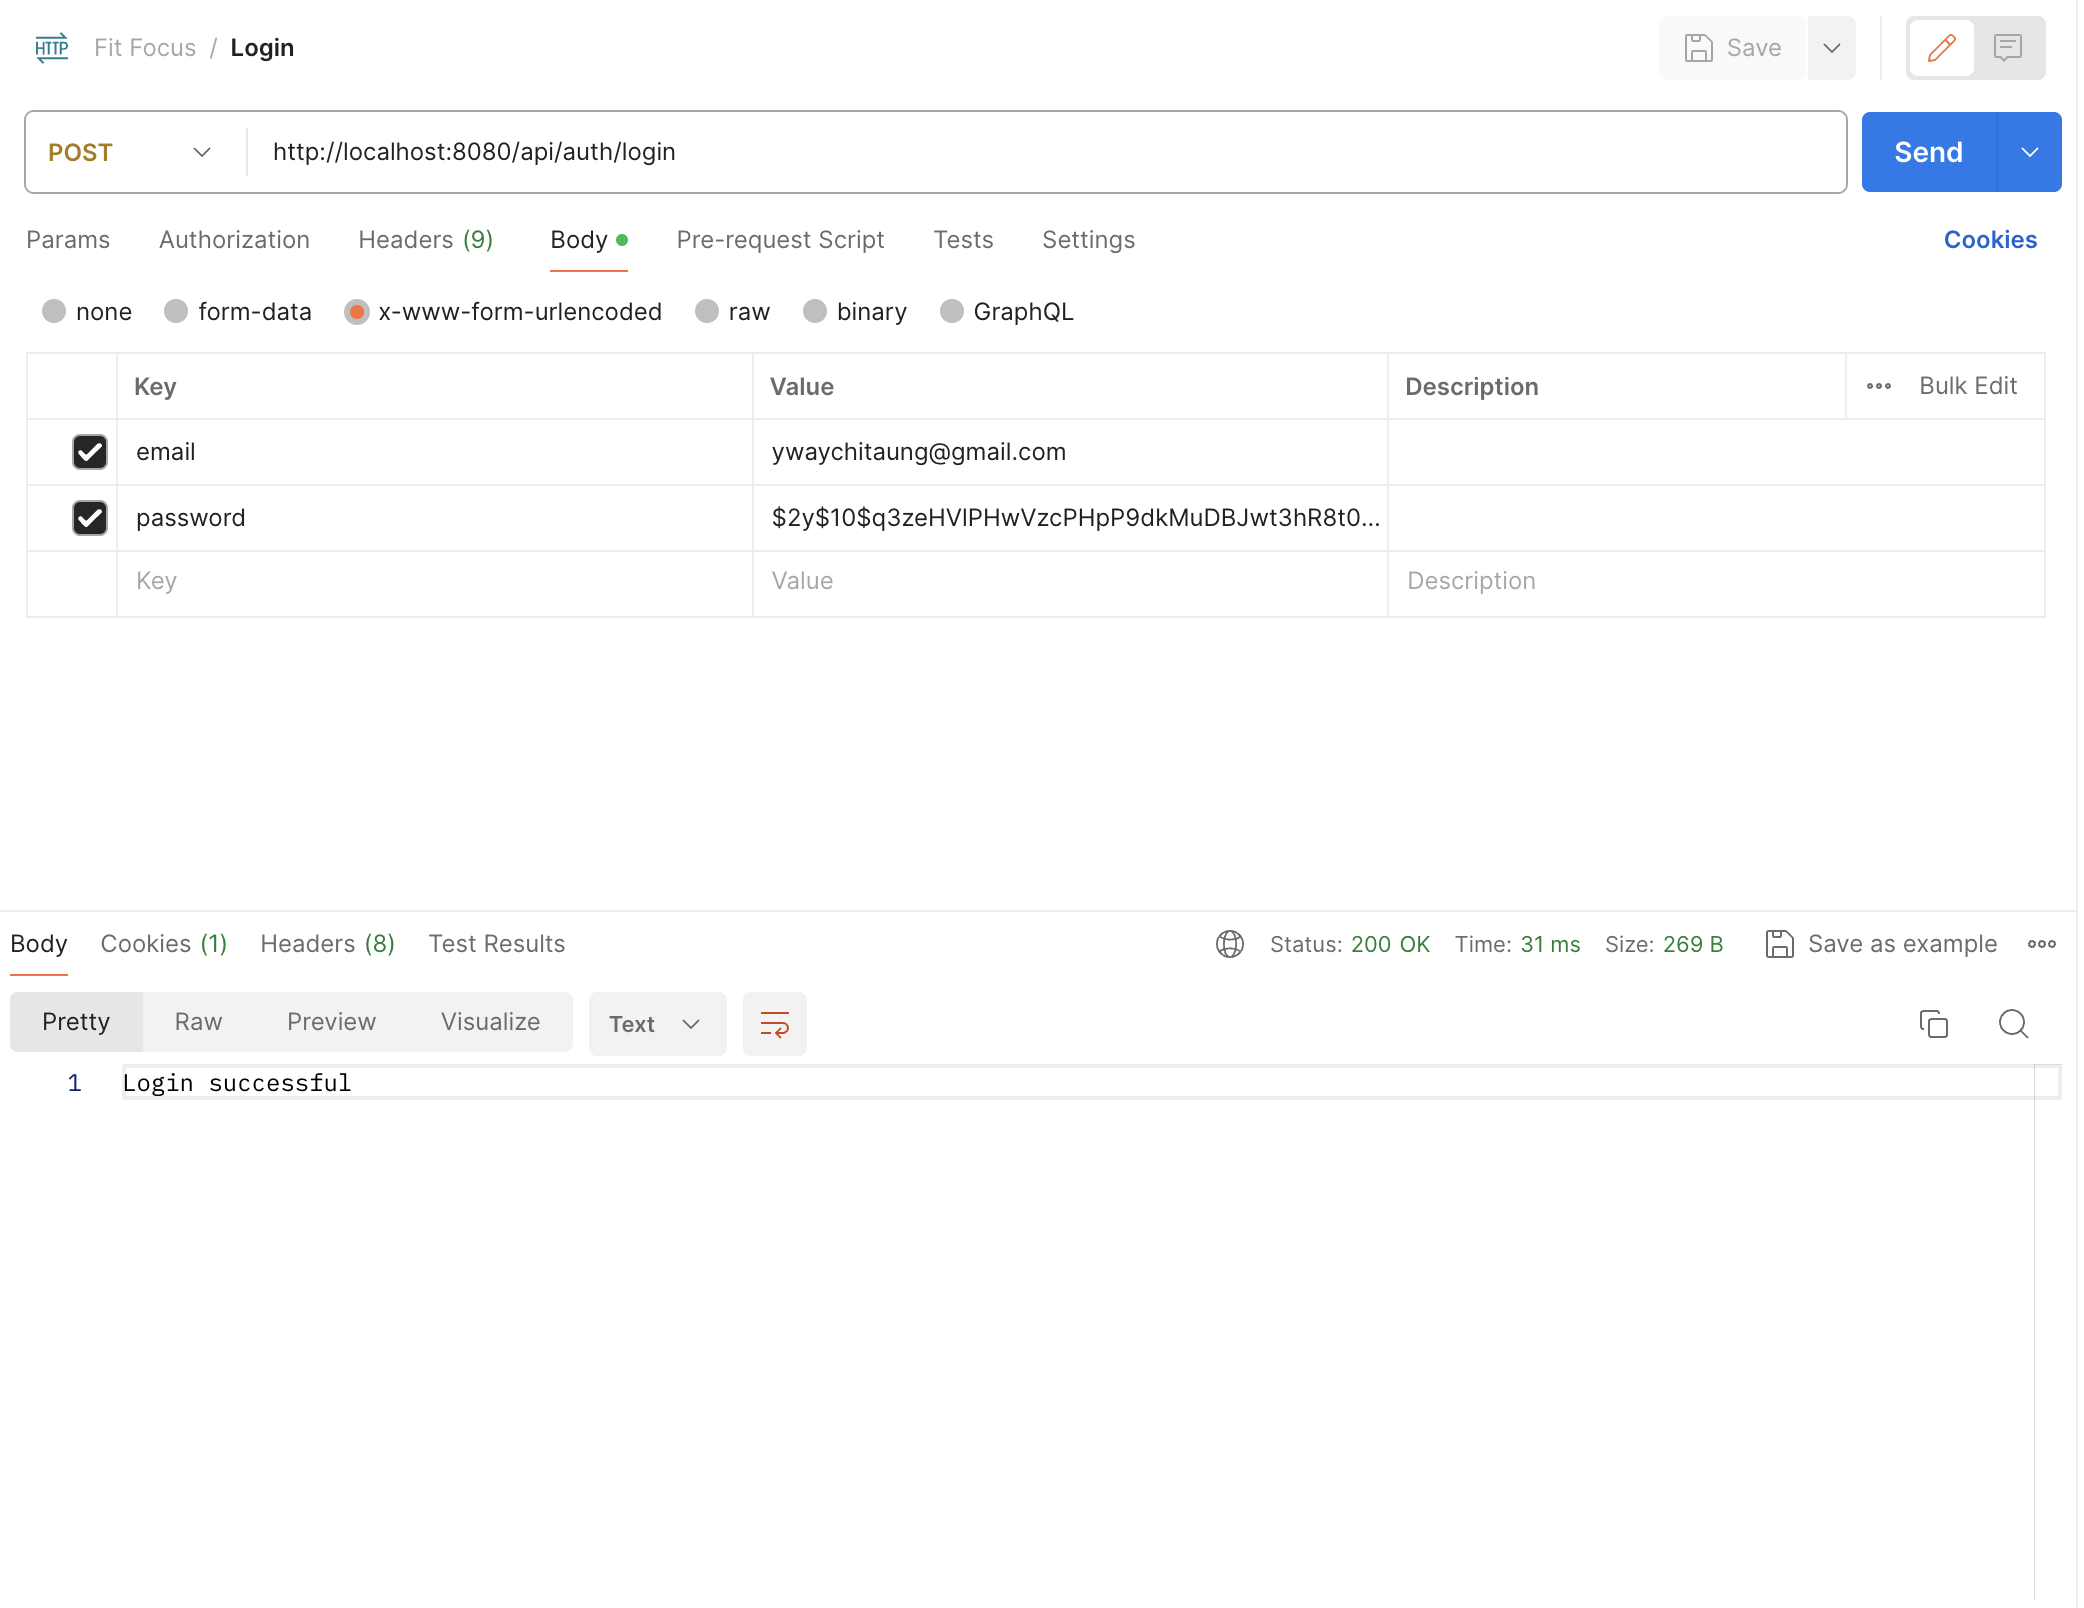 HTTP Fit Focus / Login Save
POST http://localhost:8080/api/auth/login Send
Params Authorization Headers (9) Body Pre-request Script Tests Settings Cookies
none form-data x-www-form-urlencoded raw binary GraphQL
Key Value Description Bulk Edit
email ywaychitaung@gmail.com
password $2y$10$q3zeHVlPHwVzcPHpP9dkMuDBJwt3hR8t0...
Key Value Description
Body Cookies (1) Headers (8) Test Results Status: 200 OK Time: 31 ms Size: 269 B Save as example
Pretty Raw Preview Visualize Text
1 Login successful